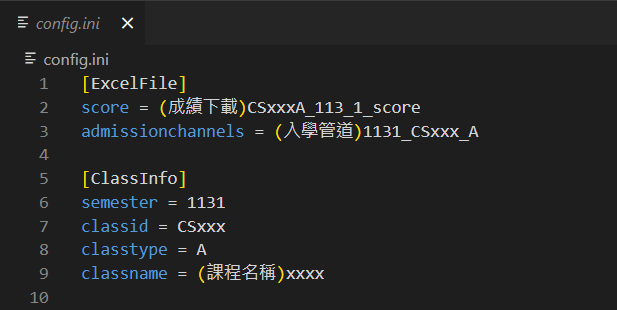 config.ini
config.ini
1 [ExcelFile]
2 score = (成績下載)CSxxxA_113_1_score
3 admissionchannels = (入學管道)1131_CSxxx_A
4
5 [ClassInfo]
6 semester = 1131
7 classid = CSxxx
8 classtype = A
9 classname = (課程名稱)xxxx
10